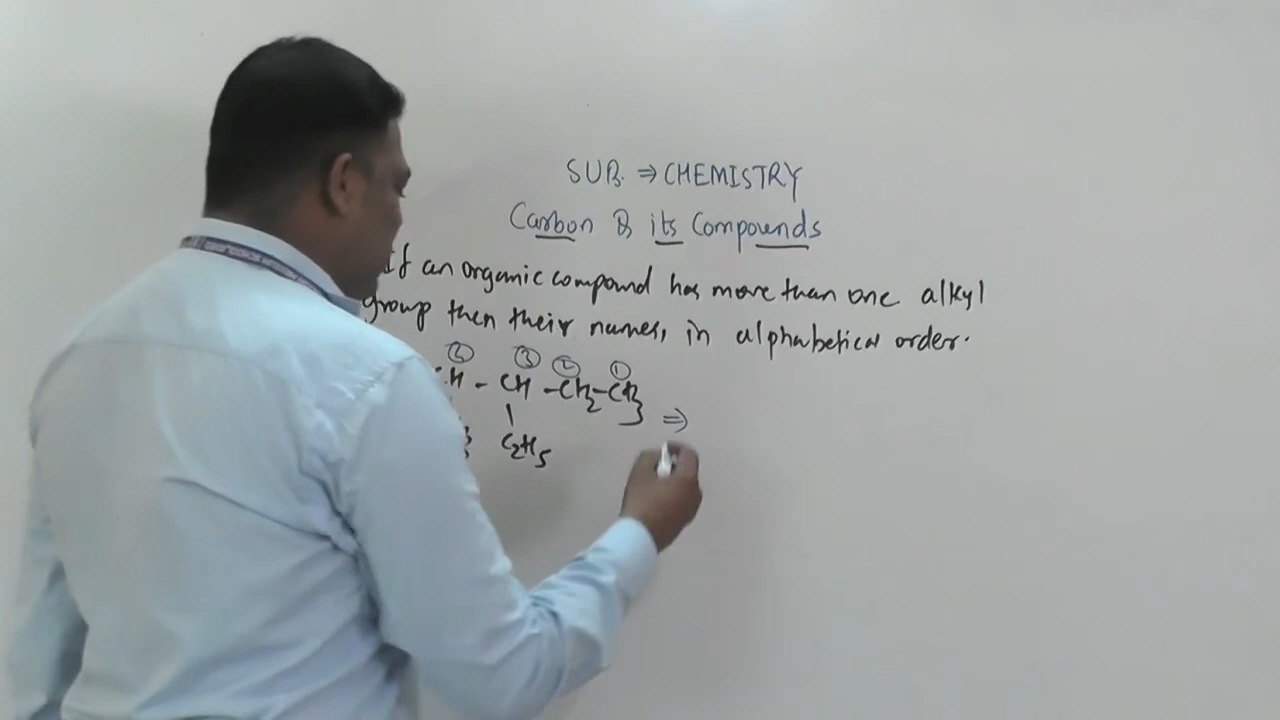 SUB. ⇒ CHEMISTRY
Carbon & its Compounds
If an organic compound has more than one alkyl
group then their names, in alphabetical order.
③ ② ①
CH - CH - CH2 - CH3 ⇒
|
C2H5